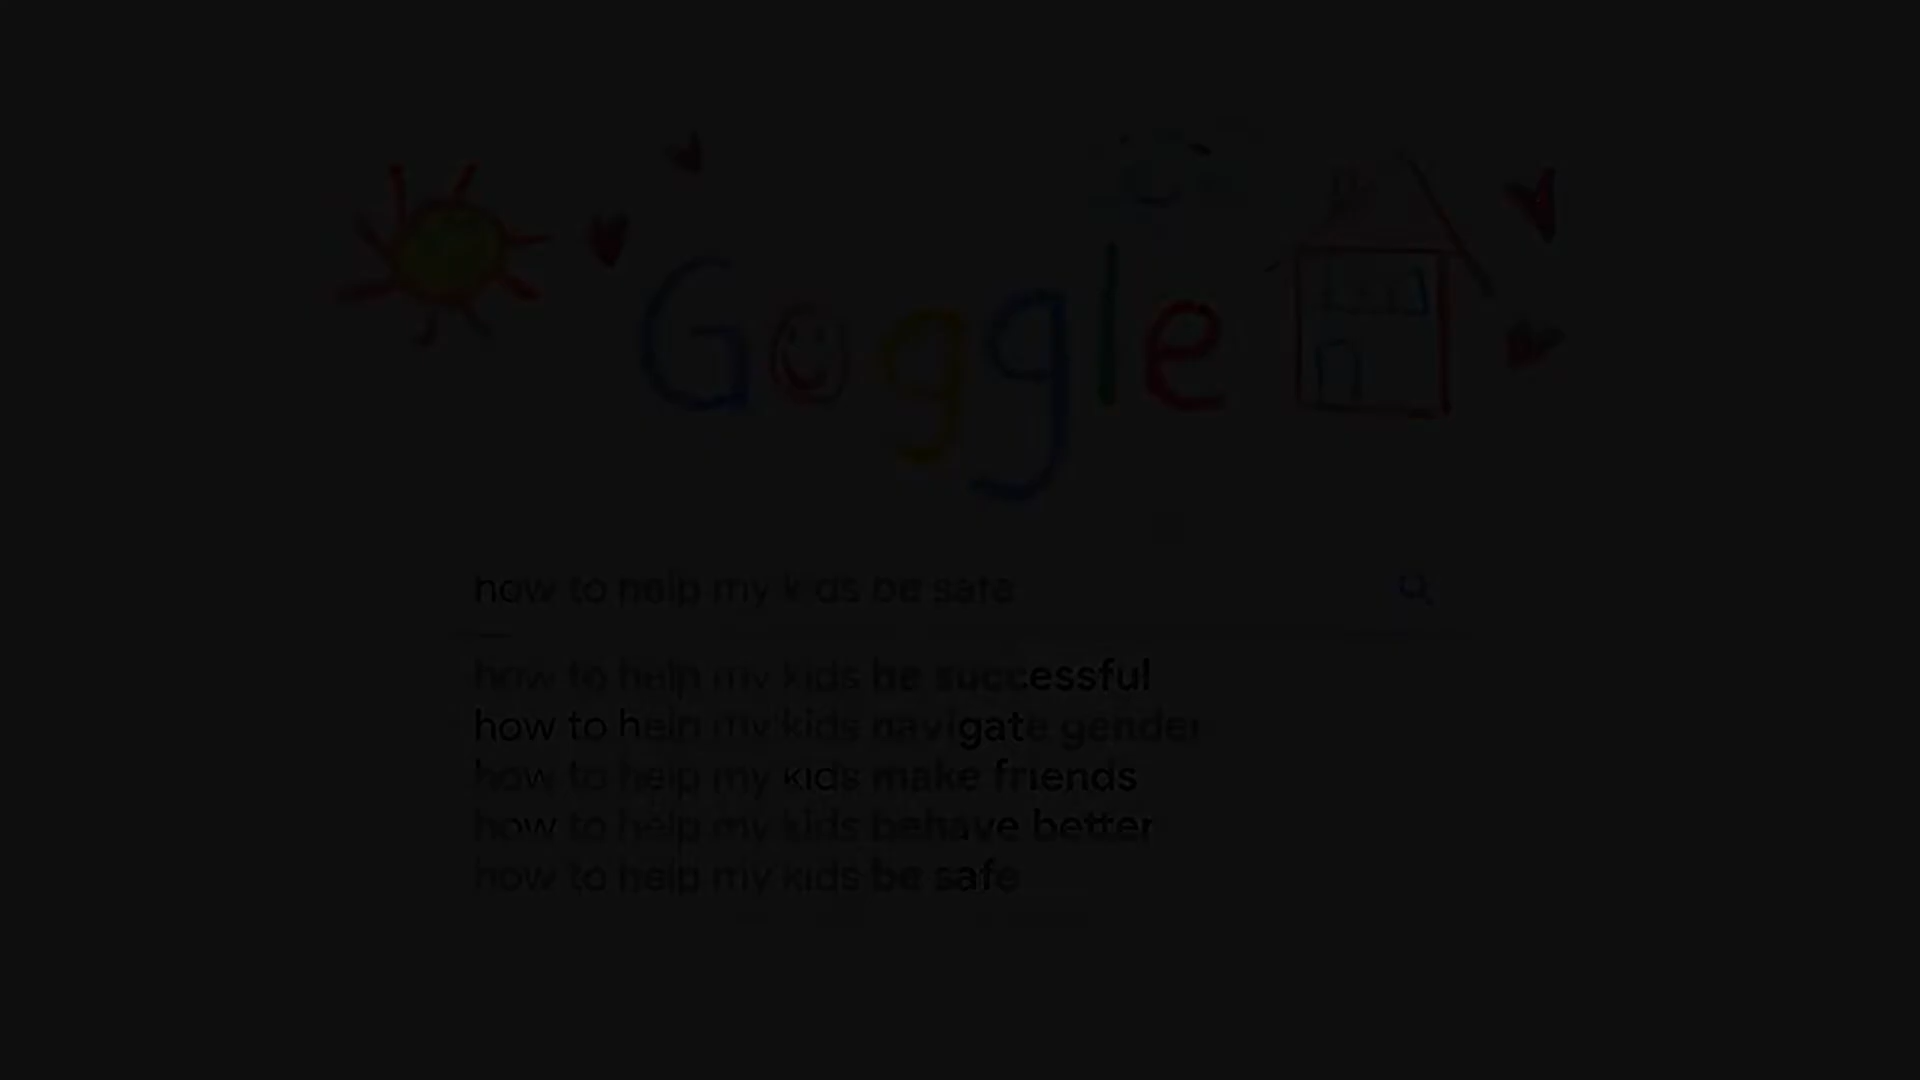 Goggle
how to help my kids be safe
how to help my kids be successful
how to help my kids navigate gender
how to help my kids make friends
how to help my kids behave better
how to help my kids be safe